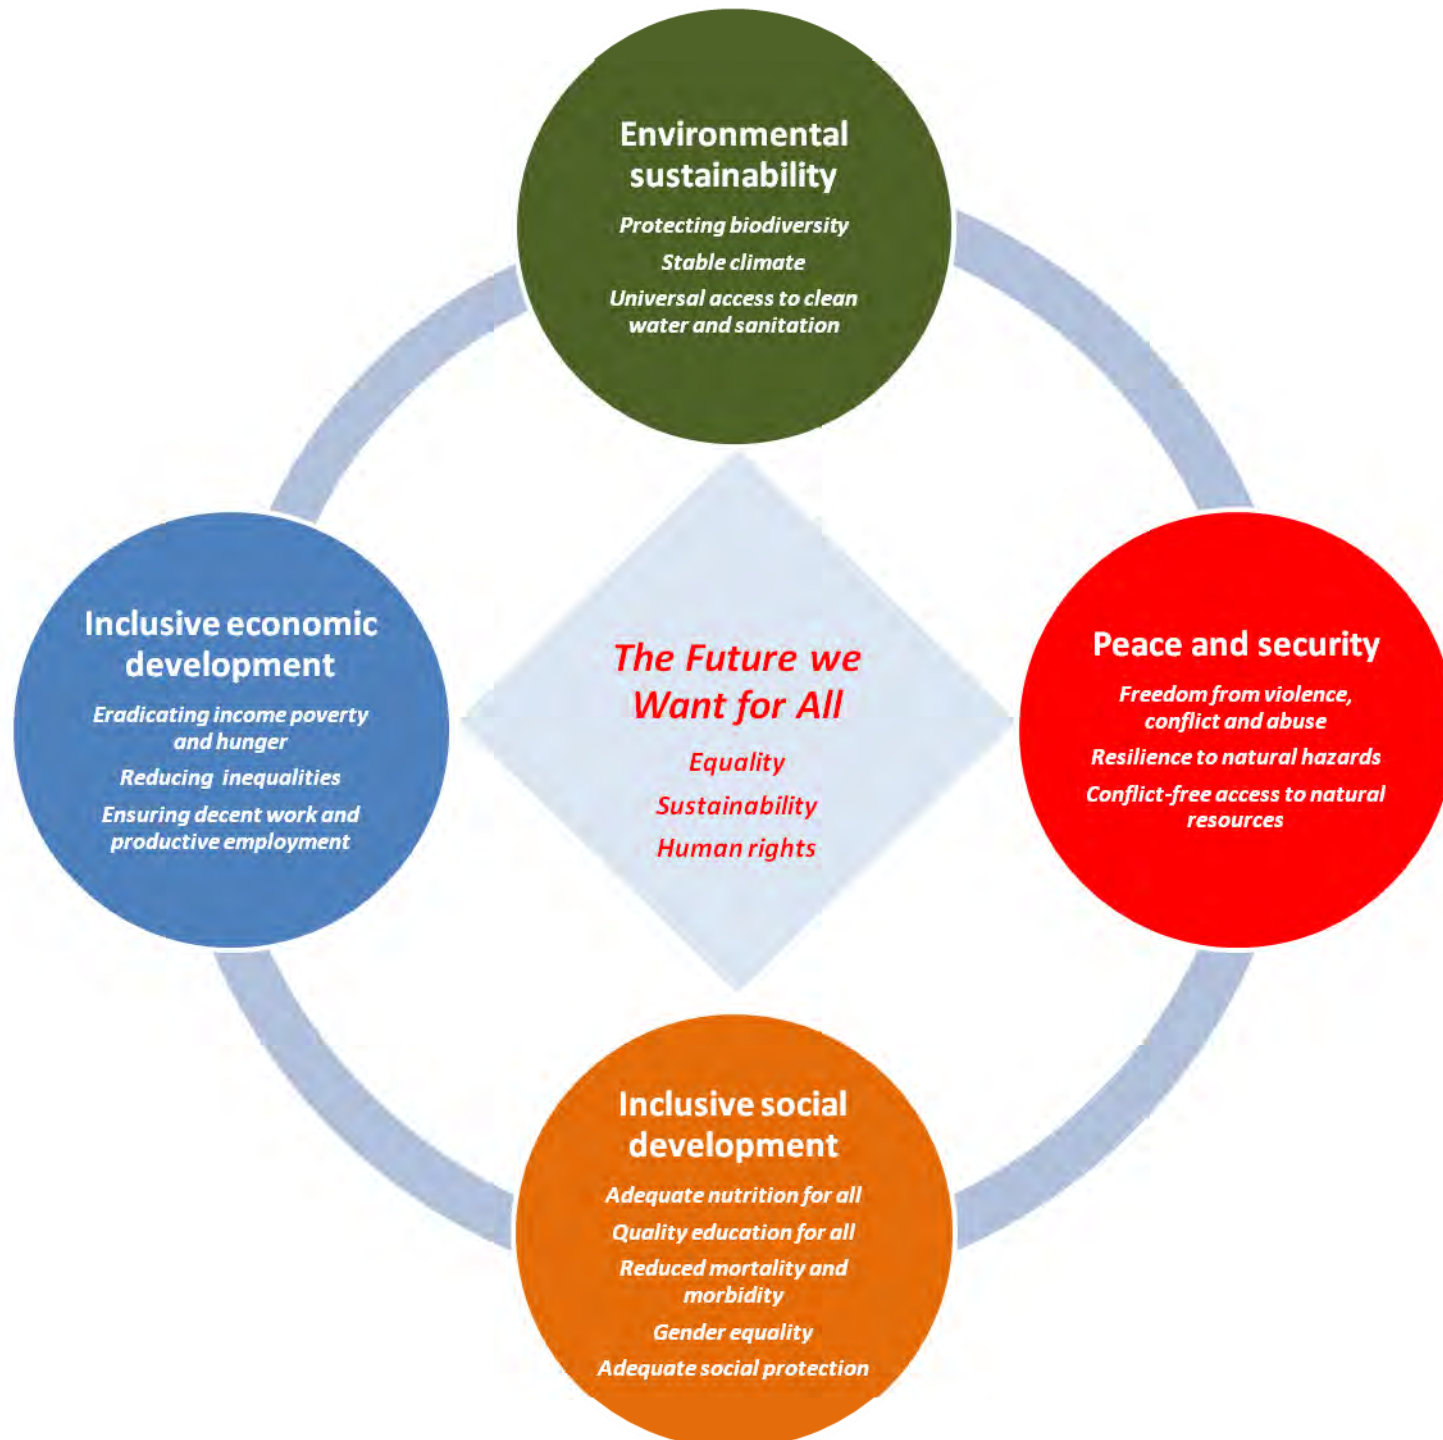 Environmental
sustainability
Protecting biodiversity
Stable climate
Universal access to clean
water and sanitation
Inclusive economic
development
Eradicating income poverty
and hunger
Reducing inequalities
Ensuring decent work and
productive employment
The Future we
Want for All
Equality
Sustainability
Human rights
Peace and security
Freedom from violence,
conflict and abuse
Resilience to natural hazards
Conflict-free access to natural
resources
Inclusive social
development
Adequate nutrition for all
Quality education for all
Reduced mortality and
morbidity
Gender equality
Adequate social protection